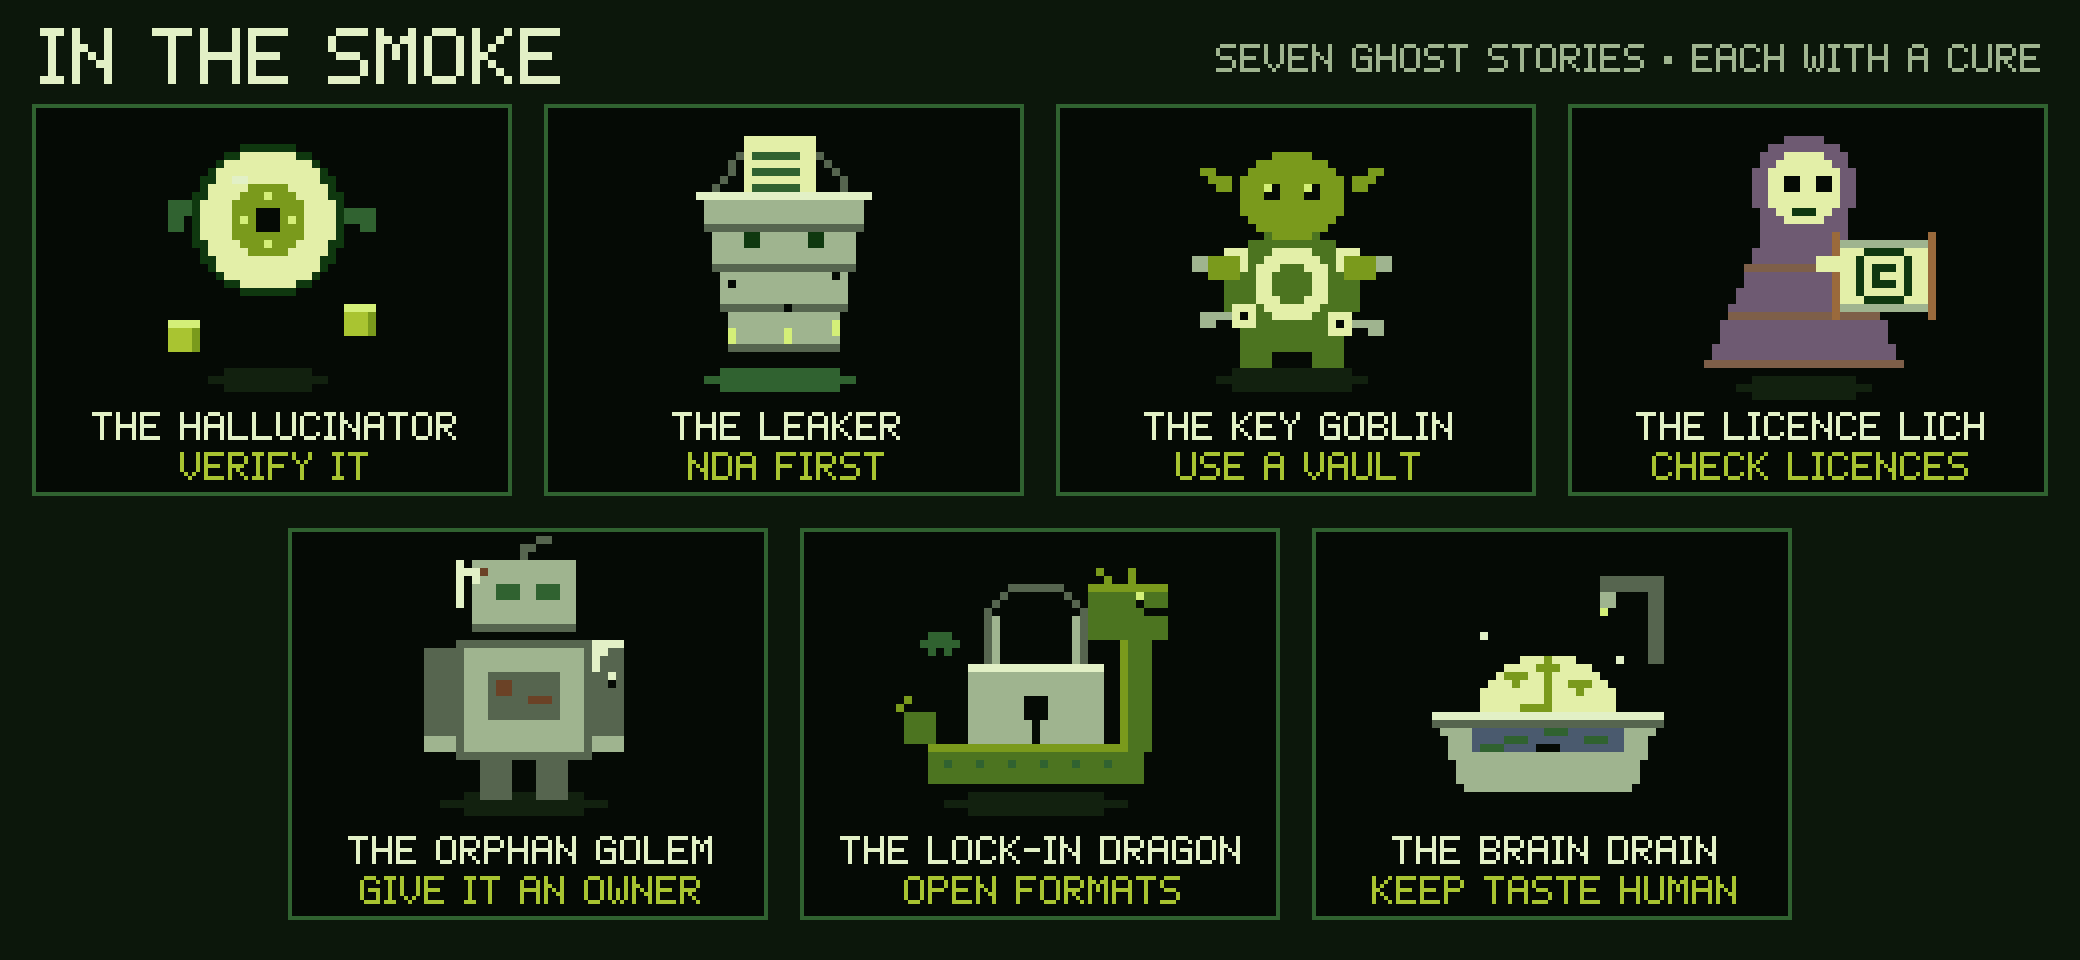 IN THE SMOKE
SEVEN GHOST STORIES · EACH WITH A CURE
THE HALLUCINATOR
VERIFY IT
THE LEAKER
NDA FIRST
THE KEY GOBLIN
USE A VAULT
C
THE LICENCE LICH
CHECK LICENCES
THE ORPHAN GOLEM
GIVE IT AN OWNER
THE LOCK-IN DRAGON
OPEN FORMATS
THE BRAIN DRAIN
KEEP TASTE HUMAN